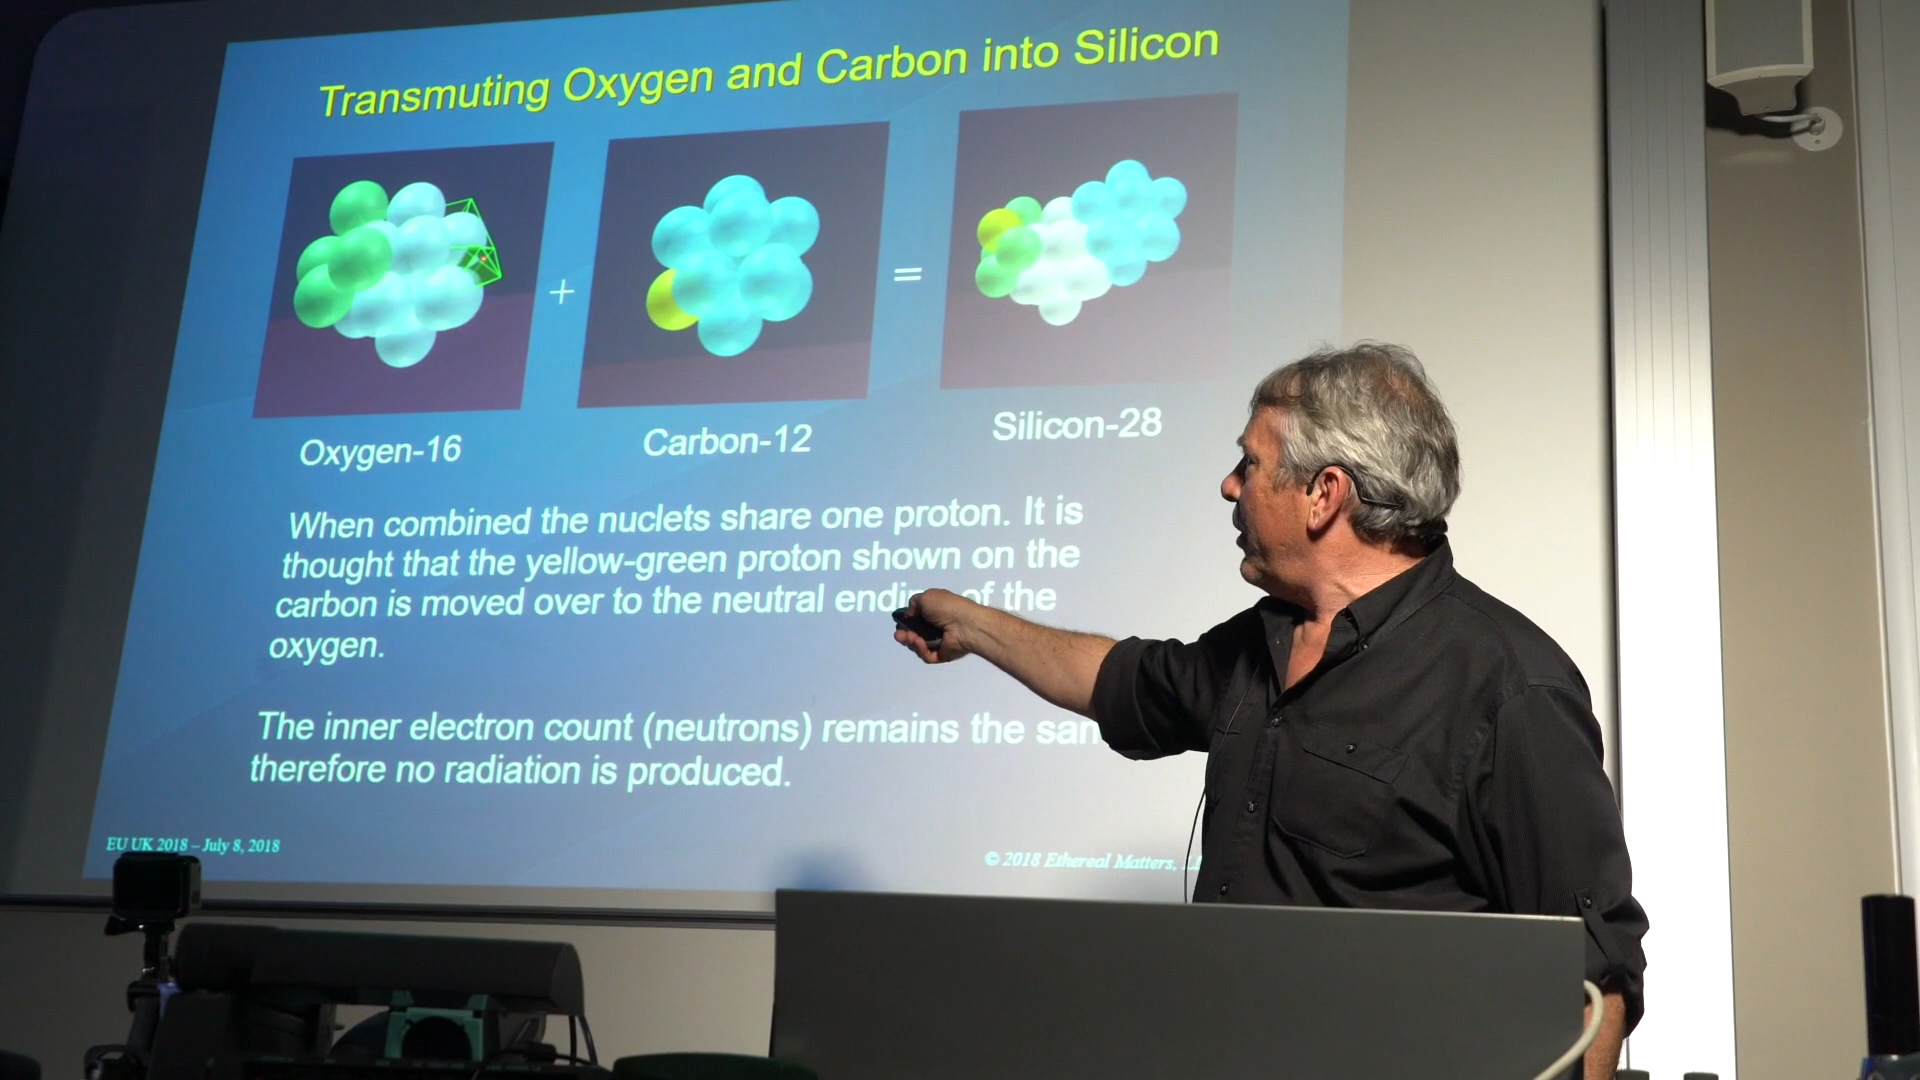 Transmuting Oxygen and Carbon into Silicon
+ =
Oxygen-16 Carbon-12 Silicon-28
When combined the nuclets share one proton. It is
thought that the yellow-green proton shown on the
carbon is moved over to the neutral of the
oxygen.
The inner electron count (neutrons) remains the
therefore no radiation is produced.
EU UK 2018 – July 8, 2018
© 2018 Ethereal Matters,